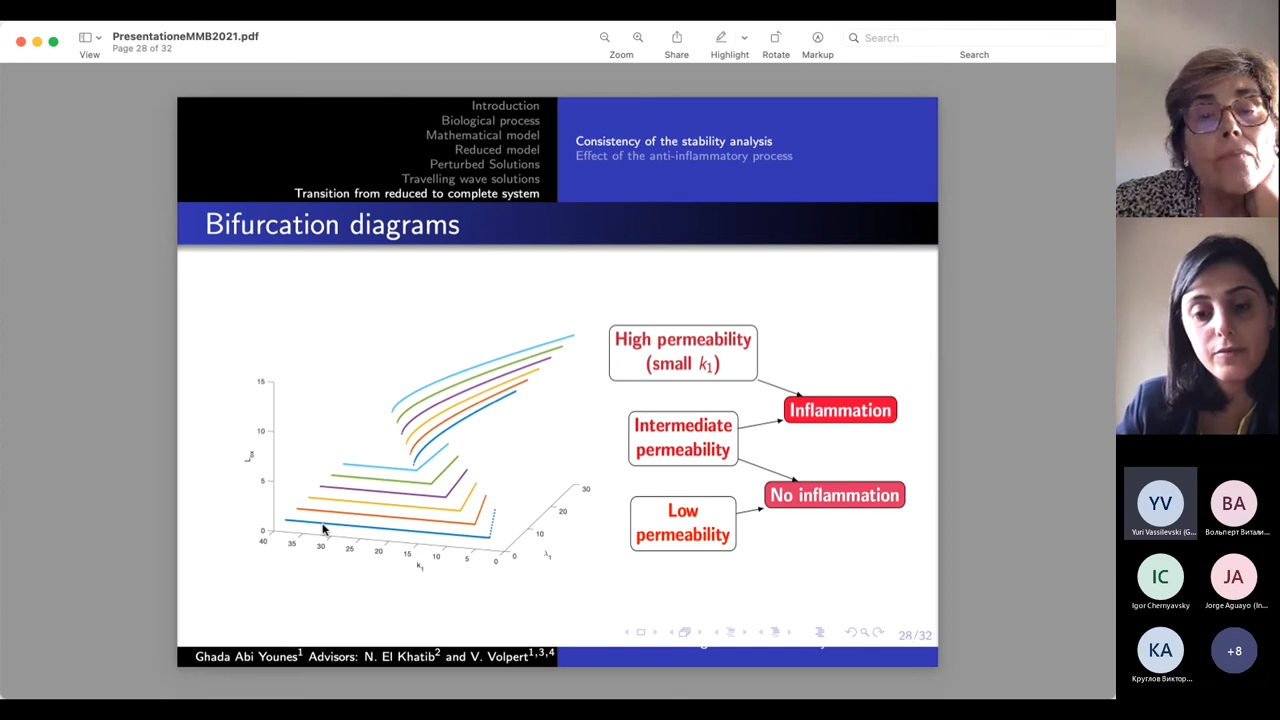 PresentationeMMB2021.pdf
Page 28 of 32
View
Zoom
Share
Highlight
Rotate
Markup
Search
Search
Introduction
Biological process
Mathematical model
Reduced model
Perturbed Solutions
Travelling wave solutions
Transition from reduced to complete system
Consistency of the stability analysis
Effect of the anti-inflammatory process
Bifurcation diagrams
15
10
5
0
40 35 30 25 20 15 10 5 0
k1
0 10 20 30
λ1
High permeability
(small k1)
Intermediate
permeability
Low
permeability
Inflammation
No inflammation
28/32
Ghada Abi Younes1 Advisors: N. El Khatib2 and V. Volpert1,3,4
YV
Yuri Vassilevski (G...
BA
Вольперт Витали...
IC
Igor Chernyavsky
JA
Jorge Aguayo (In...
KA
Круглов Виктор...
+8